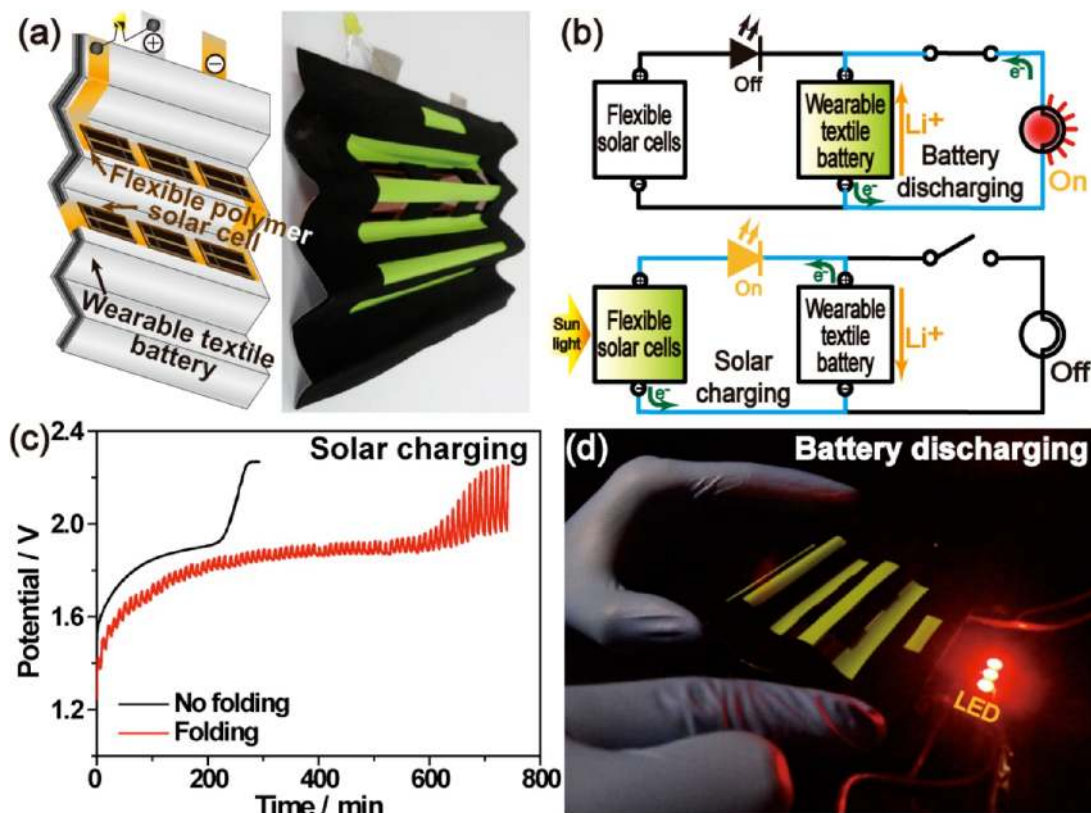 (a)
⊕
⊖
Flexible polymer
solar cell
Wearable textile
battery
(b)
Off
Flexible
solar cells
Wearable
textile
battery
Li⁺
e⁻
e⁻
Battery
discharging
On
Sun
light
Flexible
solar cells
On
e⁻
e⁻
Solar
charging
Wearable
textile
battery
Li⁺
Off
(c)
Solar charging
2.4
2.0
1.6
1.2
Potential / V
No folding
Folding
0
200
400
600
800
Time / min
(d)
Battery discharging
LED